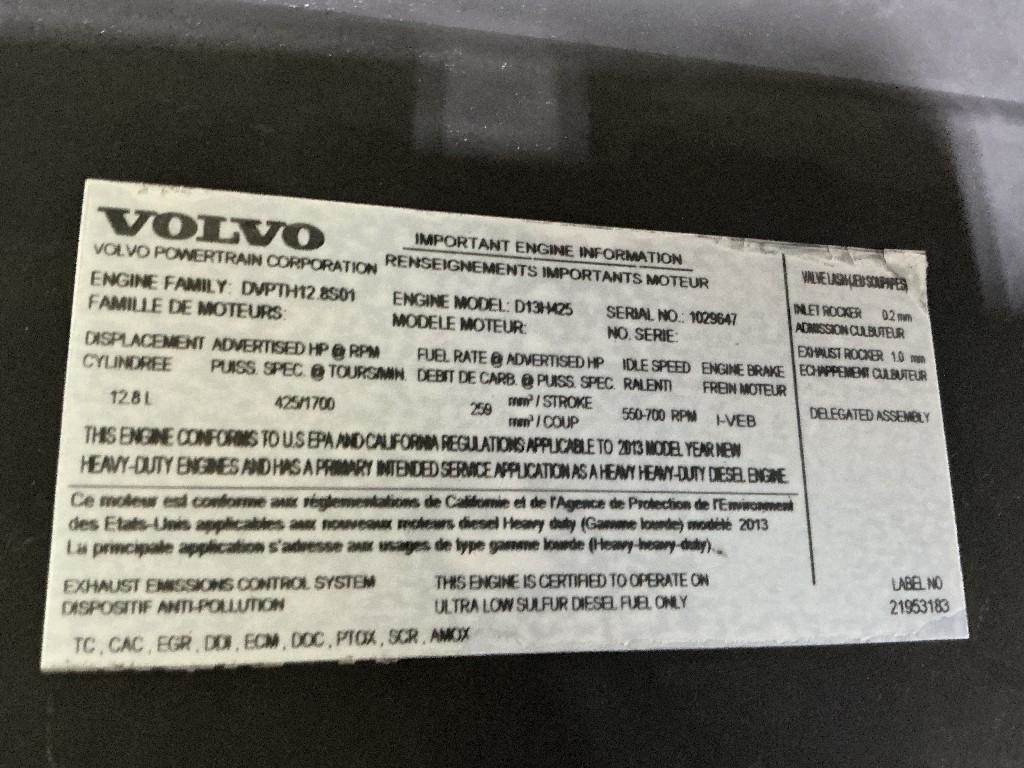 VOLVO
VOLVO POWERTRAIN CORPORATION
IMPORTANT ENGINE INFORMATION
RENSEIGNEMENTS IMPORTANTS MOTEUR
ENGINE FAMILY: DVPTH12.8S01
FAMILLE DE MOTEURS:
ENGINE MODEL: D13H425
MODELE MOTEUR:
SERIAL NO.: 1029647
NO. SERIE:
DISPLACEMENT
CYLINDREE
12.8 L
ADVERTISED HP @ RPM
PUISS. SPEC. @ TOURS/MIN.
425/1700
FUEL RATE @ ADVERTISED HP
DEBIT DE CARB. @ PUISS. SPEC.
259 mm³ / STROKE
mm³ / COUP
IDLE SPEED
RALENTI
550-700 RPM
ENGINE BRAKE
FREIN MOTEUR
I-VEB
THIS ENGINE CONFORMS TO U.S EPA AND CALIFORNIA REGULATIONS APPLICABLE TO 2013 MODEL YEAR NEW
HEAVY-DUTY ENGINES AND HAS A PRIMARY INTENDED SERVICE APPLICATION AS A HEAVY HEAVY-DUTY DIESEL ENGINE.
Ce moteur est conforme aux réglementations de Californie et de l'Agence de Protection de l'Environment
des Etats-Unis applicables aux nouveaux moteurs diesel Heavy duty (Gamme lourde) modèlé 2013
La principale application s'adresse aux usages de type gamme lourde (Heavy-heavy-duty).
EXHAUST EMISSIONS CONTROL SYSTEM
DISPOSITIF ANTI-POLLUTION
TC , CAC , EGR , DDI , ECM , DOC , PTOX , SCR , AMOX
THIS ENGINE IS CERTIFIED TO OPERATE ON
ULTRA LOW SULFUR DIESEL FUEL ONLY
VALVE LASH (JEU SOUPAPES)
INLET ROCKER 0.2 mm
ADMISSION CULBUTEUR
EXHAUST ROCKER 1.0 mm
ECHAPPEMENT CULBUTEUR
DELEGATED ASSEMBLY
LABEL NO
21953183